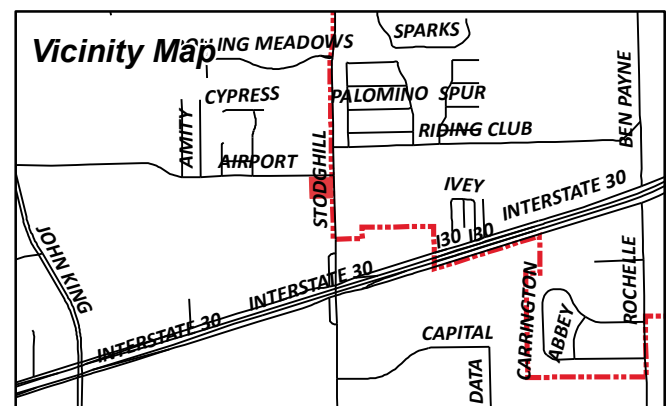 SPARKS
Vicinity Map
ING MEADOWS
CYPRESS
PALOMINO SPUR
BEN PAYNE
AMITY
RIDING CLUB
AIRPORT
STODGHILL
IVEY
INTERSTATE 30
JOHN KING
I30 I30
INTERSTATE 30
ROCHELLE
CARRINGTON
ABBEY
CAPITAL
INTERSTATE 30
DATA